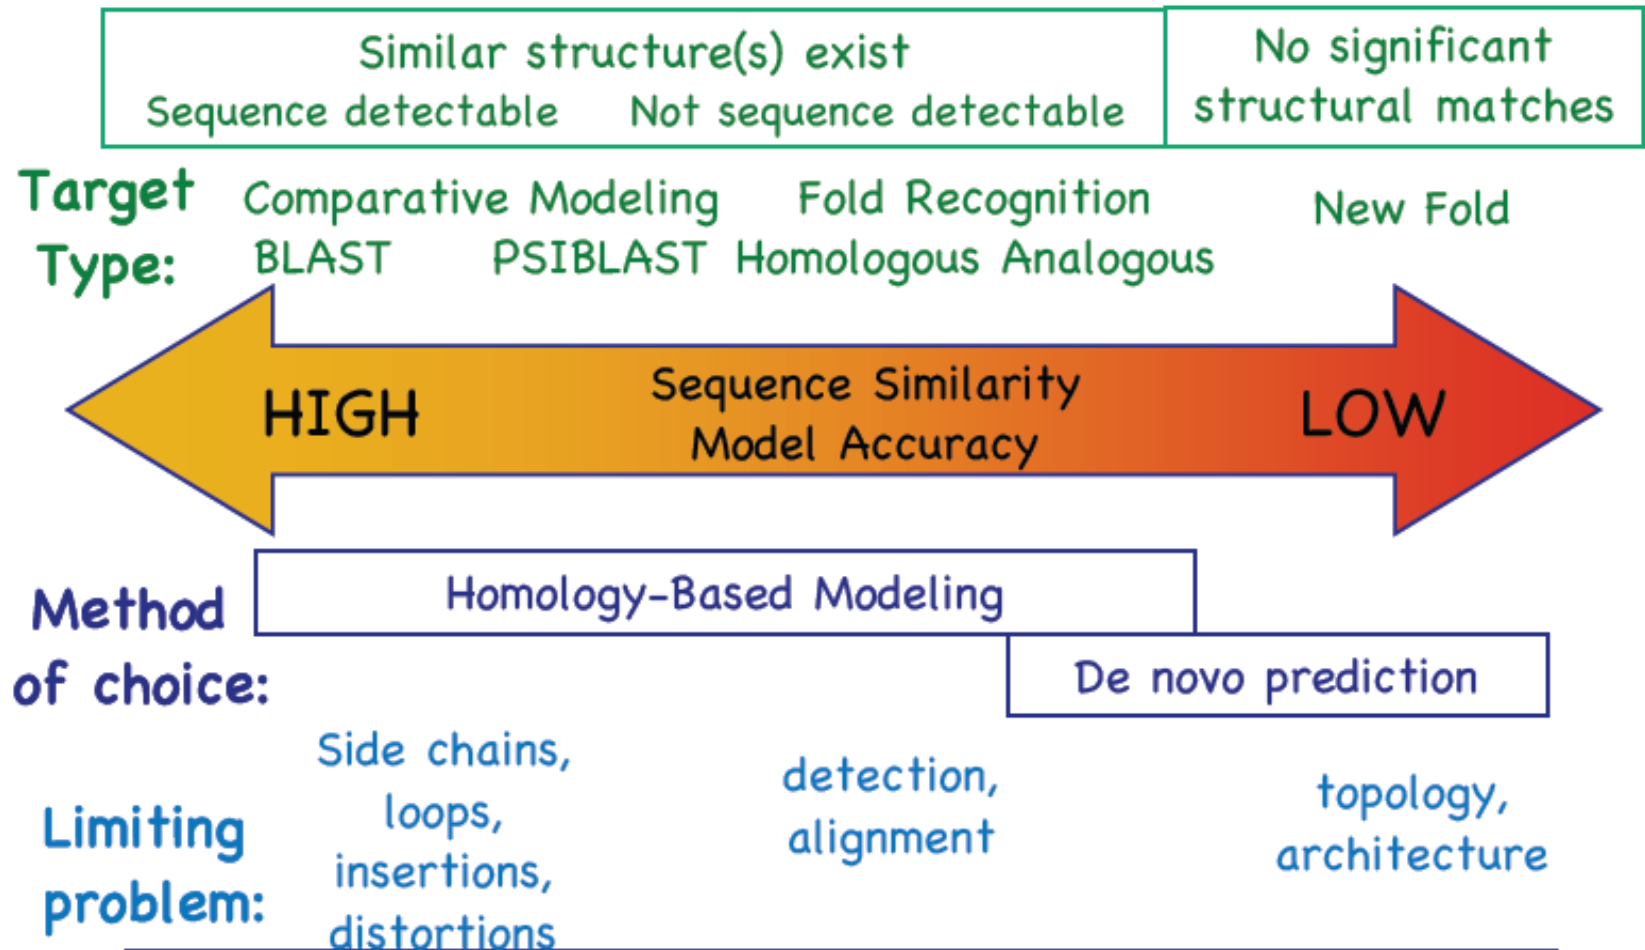 Similar structure(s) exist
Sequence detectable Not sequence detectable
No significant
structural matches
Target
Type:
Comparative Modeling
BLAST PSIBLAST
Fold Recognition
Homologous Analogous
New Fold
HIGH
Sequence Similarity
Model Accuracy
LOW
Method
of choice:
Homology-Based Modeling
De novo prediction
Limiting
problem:
Side chains,
loops,
insertions,
distortions
detection,
alignment
topology,
architecture